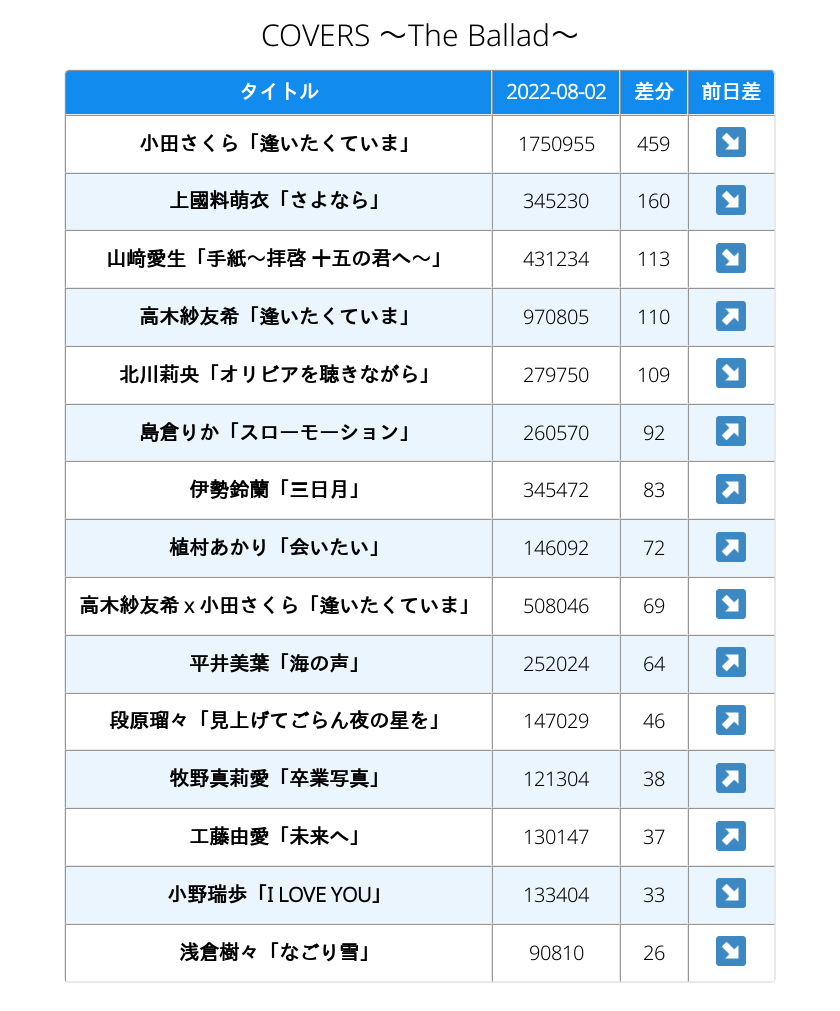 COVERS ～The Ballad～
タイトル 2022-08-02 差分 前日差
小田さくら「逢いたくていま」 1750955 459 ↘
上國料萌衣「さよなら」 345230 160 ↘
山﨑愛生「手紙～拝啓 十五の君へ～」 431234 113 ↘
高木紗友希「逢いたくていま」 970805 110 ↗
北川莉央「オリビアを聴きながら」 279750 109 ↘
島倉りか「スローモーション」 260570 92 ↗
伊勢鈴蘭「三日月」 345472 83 ↗
植村あかり「会いたい」 146092 72 ↗
高木紗友希 x 小田さくら「逢いたくていま」 508046 69 ↘
平井美葉「海の声」 252024 64 ↗
段原瑠々「見上げてごらん夜の星を」 147029 46 ↗
牧野真莉愛「卒業写真」 121304 38 ↗
工藤由愛「未来へ」 130147 37 ↗
小野瑞歩「I LOVE YOU」 133404 33 ↘
浅倉樹々「なごり雪」 90810 26 ↘